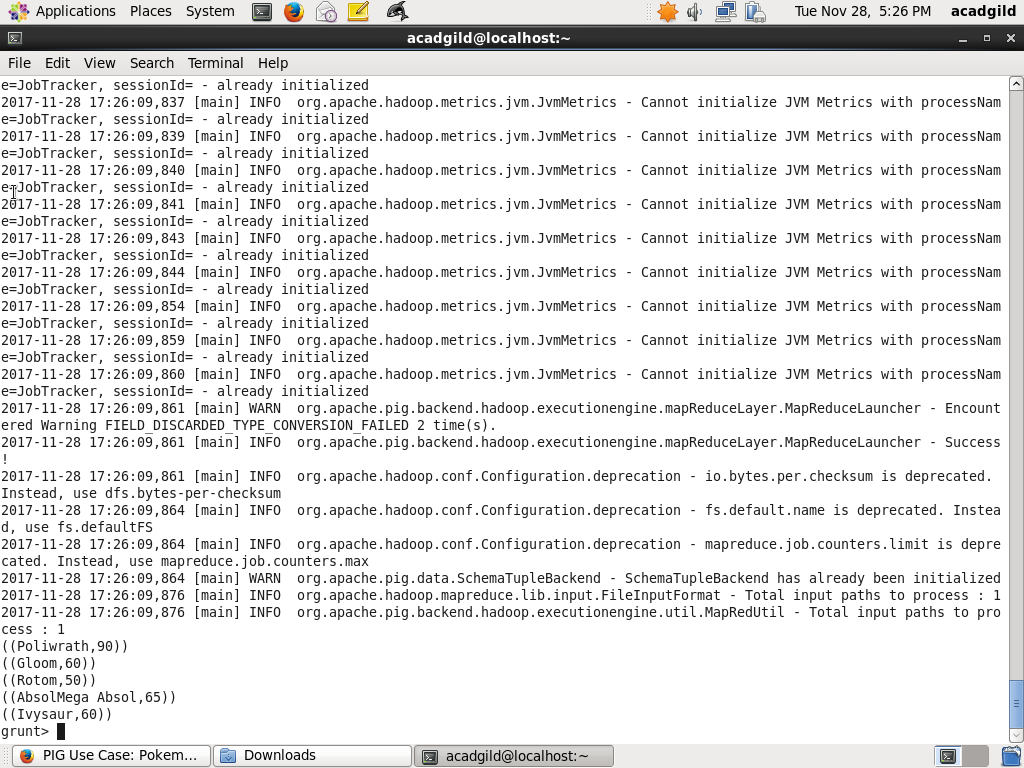 Applications Places System Tue Nov 28, 5:26 PM acadgild
acadgild@localhost:~
File Edit View Search Terminal Help
e=JobTracker, sessionId= - already initialized
2017-11-28 17:26:09,837 [main] INFO  org.apache.hadoop.metrics.jvm.JvmMetrics - Cannot initialize JVM Metrics with processNam
e=JobTracker, sessionId= - already initialized
2017-11-28 17:26:09,839 [main] INFO  org.apache.hadoop.metrics.jvm.JvmMetrics - Cannot initialize JVM Metrics with processNam
e=JobTracker, sessionId= - already initialized
2017-11-28 17:26:09,840 [main] INFO  org.apache.hadoop.metrics.jvm.JvmMetrics - Cannot initialize JVM Metrics with processNam
e=JobTracker, sessionId= - already initialized
2017-11-28 17:26:09,841 [main] INFO  org.apache.hadoop.metrics.jvm.JvmMetrics - Cannot initialize JVM Metrics with processNam
e=JobTracker, sessionId= - already initialized
2017-11-28 17:26:09,843 [main] INFO  org.apache.hadoop.metrics.jvm.JvmMetrics - Cannot initialize JVM Metrics with processNam
e=JobTracker, sessionId= - already initialized
2017-11-28 17:26:09,844 [main] INFO  org.apache.hadoop.metrics.jvm.JvmMetrics - Cannot initialize JVM Metrics with processNam
e=JobTracker, sessionId= - already initialized
2017-11-28 17:26:09,854 [main] INFO  org.apache.hadoop.metrics.jvm.JvmMetrics - Cannot initialize JVM Metrics with processNam
e=JobTracker, sessionId= - already initialized
2017-11-28 17:26:09,859 [main] INFO  org.apache.hadoop.metrics.jvm.JvmMetrics - Cannot initialize JVM Metrics with processNam
e=JobTracker, sessionId= - already initialized
2017-11-28 17:26:09,860 [main] INFO  org.apache.hadoop.metrics.jvm.JvmMetrics - Cannot initialize JVM Metrics with processNam
e=JobTracker, sessionId= - already initialized
2017-11-28 17:26:09,861 [main] WARN  org.apache.pig.backend.hadoop.executionengine.mapReduceLayer.MapReduceLauncher - Encount
ered Warning FIELD_DISCARDED_TYPE_CONVERSION_FAILED 2 time(s).
2017-11-28 17:26:09,861 [main] INFO  org.apache.pig.backend.hadoop.executionengine.mapReduceLayer.MapReduceLauncher - Success
!
2017-11-28 17:26:09,861 [main] INFO  org.apache.hadoop.conf.Configuration.deprecation - io.bytes.per.checksum is deprecated.
Instead, use dfs.bytes-per-checksum
2017-11-28 17:26:09,864 [main] INFO  org.apache.hadoop.conf.Configuration.deprecation - fs.default.name is deprecated. Instea
d, use fs.defaultFS
2017-11-28 17:26:09,864 [main] INFO  org.apache.hadoop.conf.Configuration.deprecation - mapreduce.job.counters.limit is depre
cated. Instead, use mapreduce.job.counters.max
2017-11-28 17:26:09,864 [main] WARN  org.apache.pig.data.SchemaTupleBackend - SchemaTupleBackend has already been initialized
2017-11-28 17:26:09,876 [main] INFO  org.apache.hadoop.mapreduce.lib.input.FileInputFormat - Total input paths to process : 1
2017-11-28 17:26:09,876 [main] INFO  org.apache.pig.backend.hadoop.executionengine.util.MapRedUtil - Total input paths to pro
cess : 1
((Poliwrath,90))
((Gloom,60))
((Rotom,50))
((AbsolMega Absol,65))
((Ivysaur,60))
grunt>
PIG Use Case: Pokem... Downloads acadgild@localhost:~